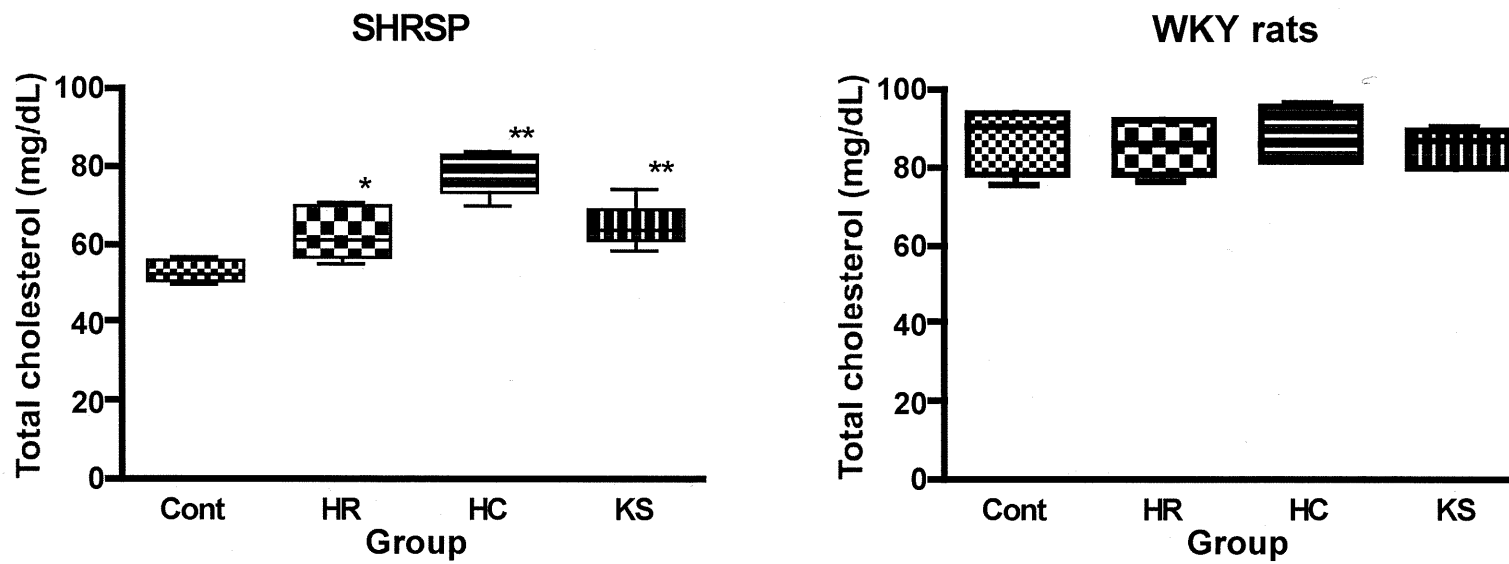 SHRSP
Total cholesterol (mg/dL)
100
80
60
40
20
0
*
**
**
Cont HR HC KS
Group
WKY rats
Total cholesterol (mg/dL)
100
80
60
40
20
0
Cont HR HC KS
Group